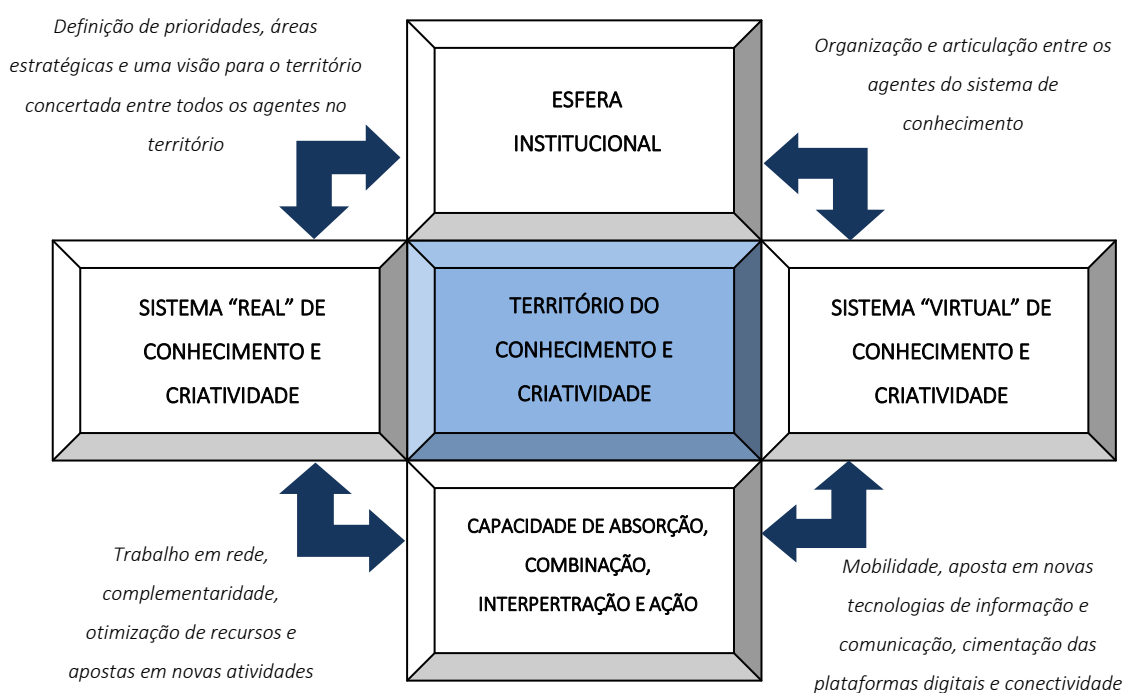 Definição de prioridades, áreas
estratégicas e uma visão para o território
concertada entre todos os agentes no
território
ESFERA
INSTITUCIONAL
Organização e articulação entre os
agentes do sistema de
conhecimento
SISTEMA “REAL” DE
CONHECIMENTO E
CRIATIVIDADE
TERRITÓRIO DO
CONHECIMENTO E
CRIATIVIDADE
SISTEMA “VIRTUAL” DE
CONHECIMENTO E
CRIATIVIDADE
Trabalho em rede,
complementaridade,
otimização de recursos e
apostas em novas atividades
CAPACIDADE DE ABSORÇÃO,
COMBINAÇÃO,
INTERPERTRAÇÃO E AÇÃO
Mobilidade, aposta em novas
tecnologias de informação e
comunicação, cimentação das
plataformas digitais e conectividade